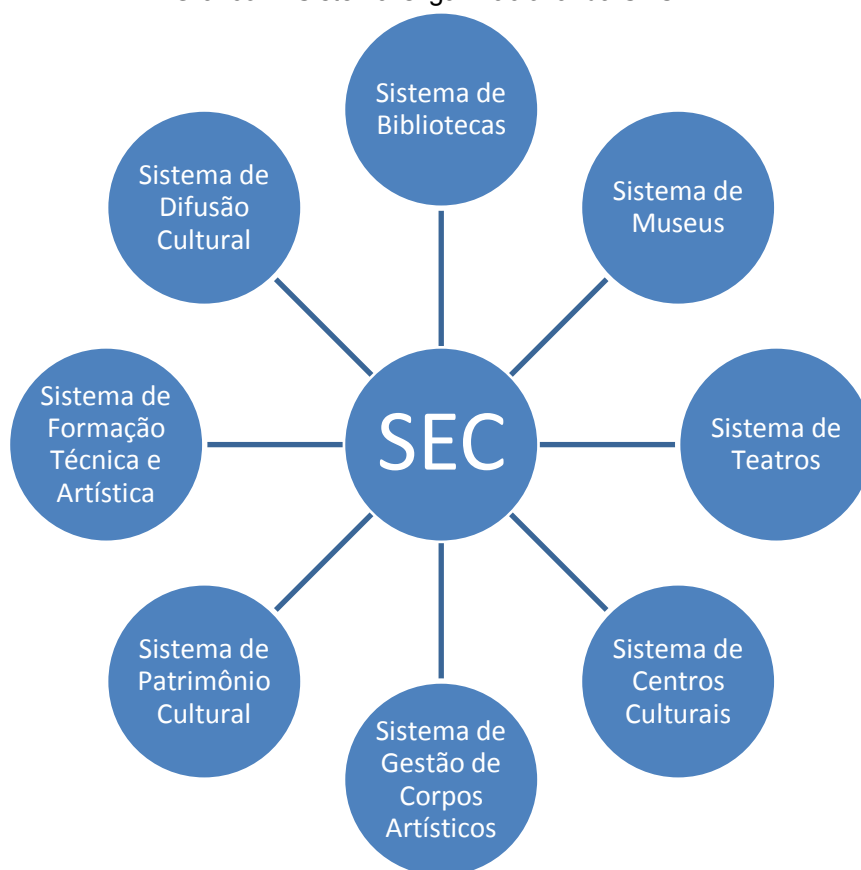 Sistema de
Bibliotecas
Sistema de
Museus
Sistema de
Teatros
Sistema de
Centros
Culturais
Sistema de
Gestão de
Corpos
Artísticos
Sistema de
Patrimônio
Cultural
Sistema de
Formação
Técnica e
Artística
Sistema de
Difusão
Cultural
SEC